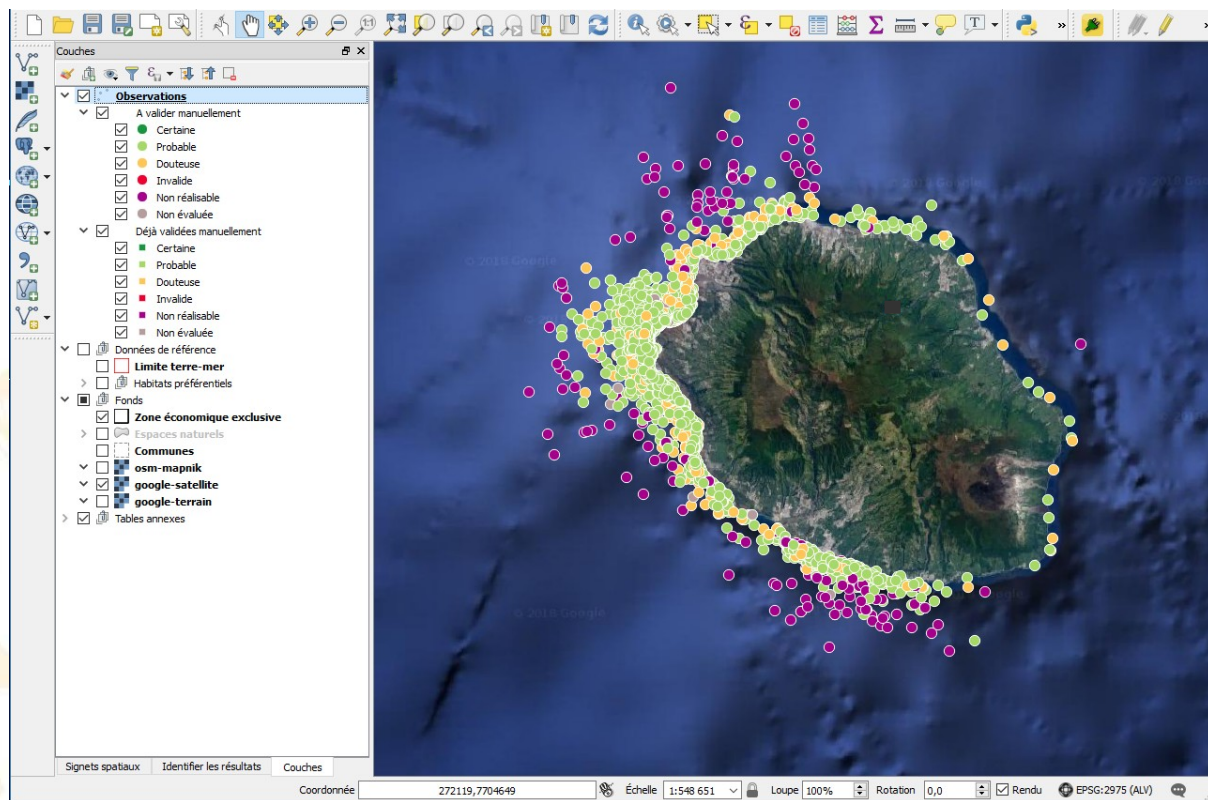 Couches
Observations
A valider manuellement
Certaine
Probable
Douteuse
Invalide
Non réalisable
Non évaluée
Déjà validées manuellement
Certaine
Probable
Douteuse
Invalide
Non réalisable
Non évaluée
Données de référence
Limite terre-mer
Habitats préférentiels
Fonds
Zone économique exclusive
Espaces naturels
Communes
osm-mapnik
google-satellite
google-terrain
Tables annexes
© 2018 Google
© 2018 Google
Signets spatiaux Identifier les résultats Couches
Coordonnée 272119,7704649 Échelle 1:548 651 Loupe 100% Rotation 0,0 Rendu EPSG:2975 (ALV)